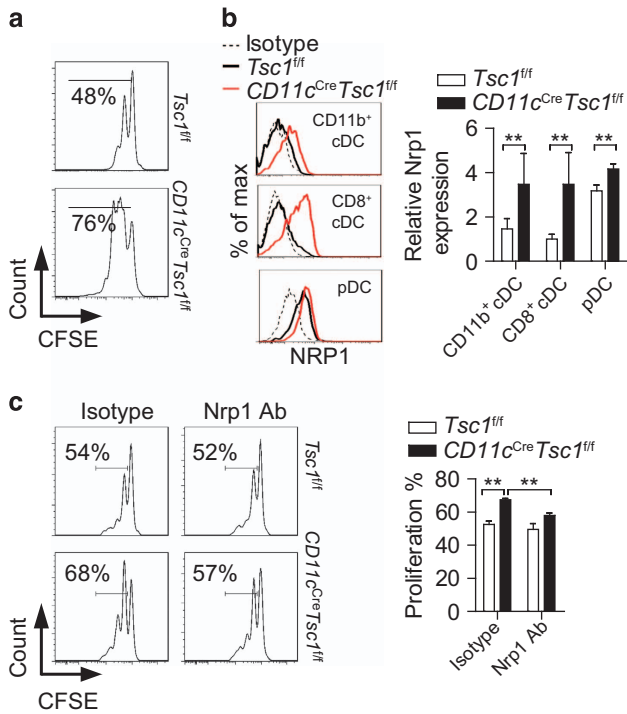 a
48%
Tsc1f/f
76%
CD11cCreTsc1f/f
Count
CFSE
b
Isotype
Tsc1f/f
CD11cCreTsc1f/f
CD11b+ cDC
CD8+ cDC
pDC
% of max
NRP1
Tsc1f/f
CD11cCreTsc1f/f
Relative Nrp1 expression
6
4
2
0
** ** **
CD11b+ cDC
CD8+ cDC
pDC
c
Isotype Nrp1 Ab
54% 52%
Tsc1f/f
68% 57%
CD11cCreTsc1f/f
Count
CFSE
Tsc1f/f
CD11cCreTsc1f/f
Proliferation %
80
60
40
20
0
** **
Isotype
Nrp1 Ab